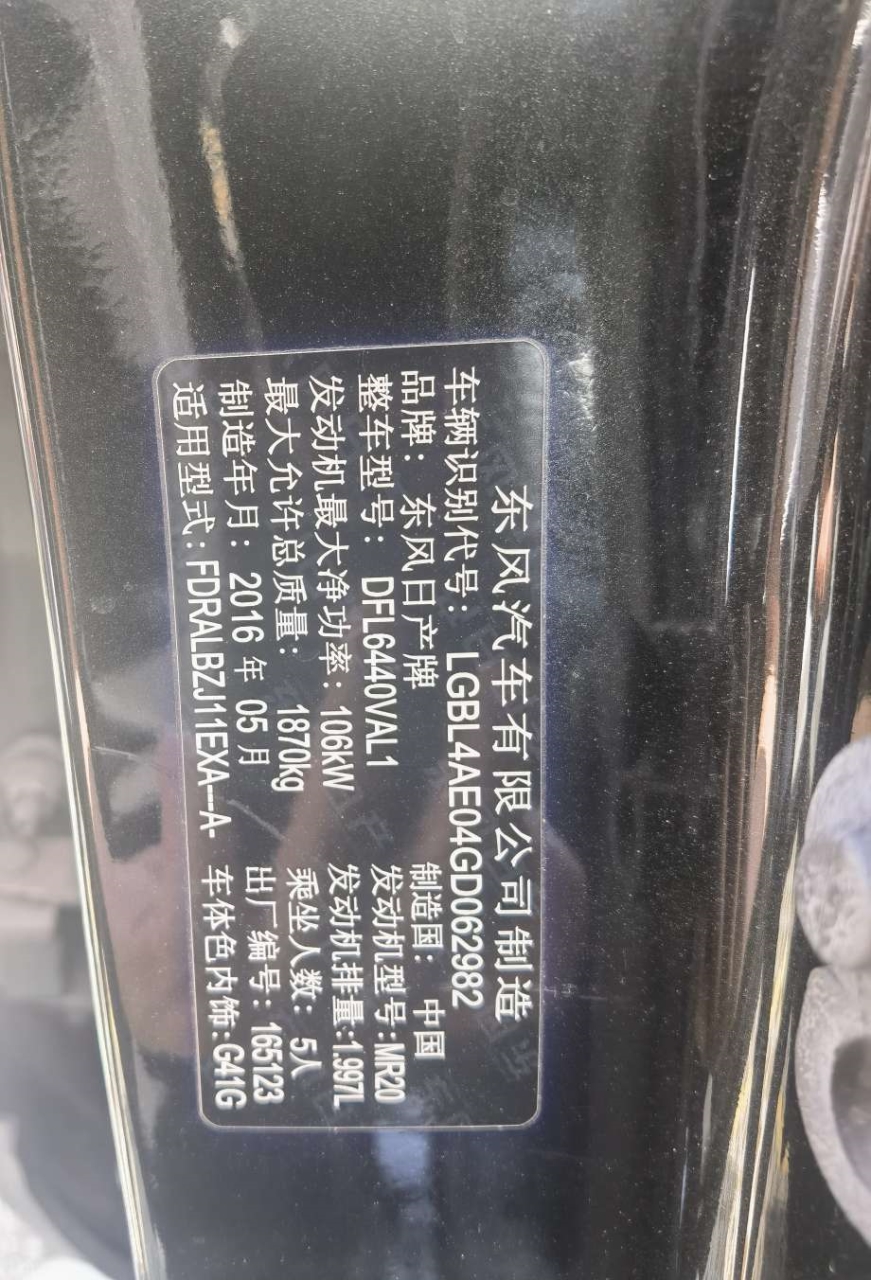 东风汽车有限公司制造
车辆识别代号：LGBL4AE04GD062982
品牌：东风日产牌 制造国：中国
整车型号：DFL6440VAL1 发动机型号:MR20
发动机最大净功率：106kW 发动机排量:1.997L
最大允许总质量：1870kg 乘坐人数：5人
制造年月：2016年05月 出厂编号：165123
适用型式：FDRALBZJ11EXA--A- 车体色内饰:G41G